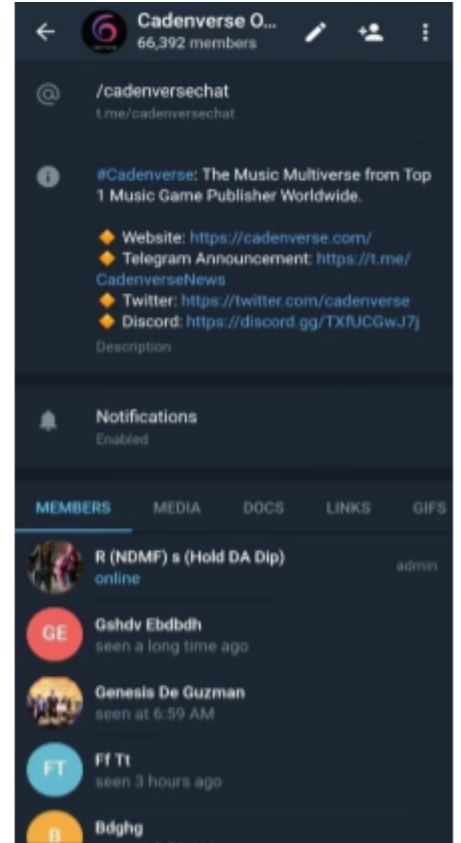 Cadenverse O...
66,392 members
/cadenversechat
t.me/cadenversechat
#Cadenverse: The Music Multiverse from Top
1 Music Game Publisher Worldwide.
🔶 Website: https://cadenverse.com/
🔶 Telegram Announcement: https://t.me/
CadenverseNews
🔶 Twitter: https://twitter.com/cadenverse
🔶 Discord: https://discord.gg/TXfUCGwJ7j
Description
Notifications
Enabled
MEMBERS MEDIA DOCS LINKS GIFS
R (NDMF) s (Hold DA Dip)
admin
online
GE
Gshdv Ebdbdh
seen a long time ago
Genesis De Guzman
seen at 6:59 AM
FT
Ff Tt
seen 3 hours ago
B
Bdghg